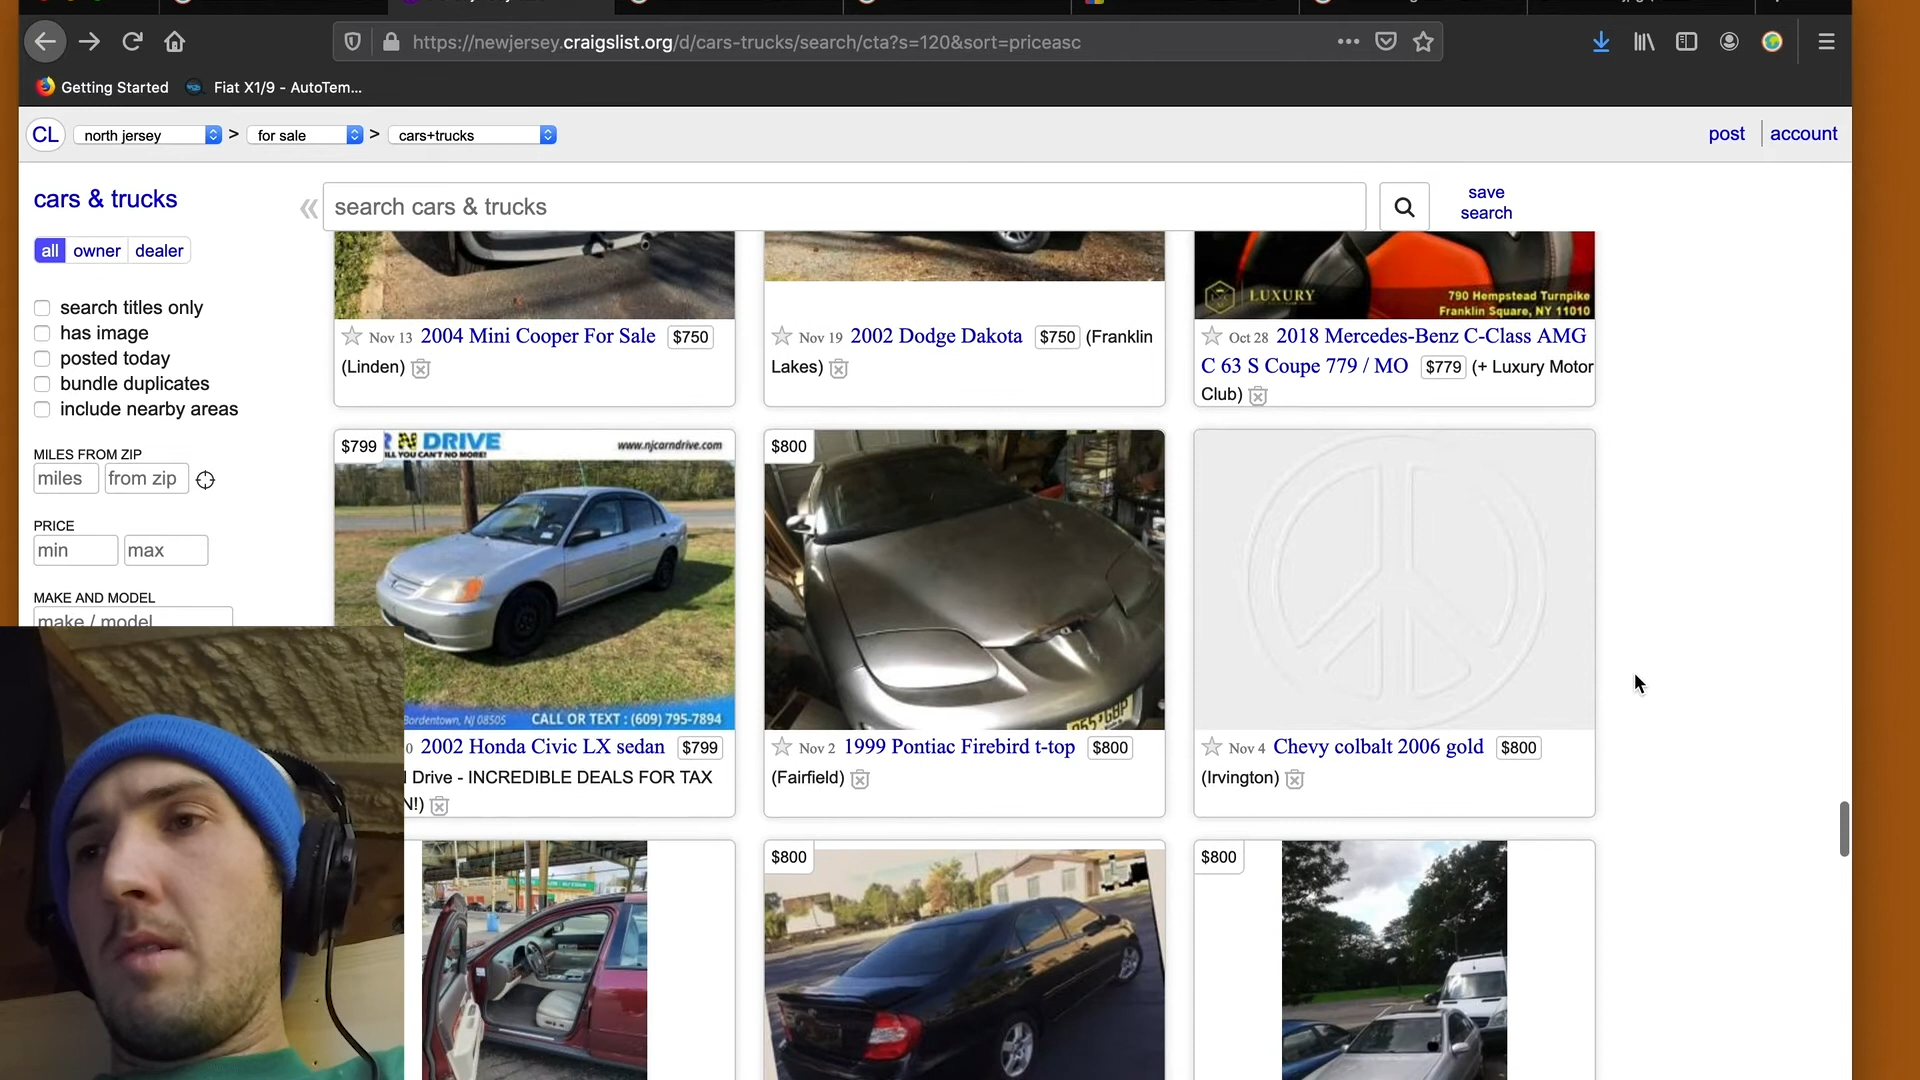 https://newjersey.craigslist.org/d/cars-trucks/search/cta?s=120&sort=priceasc
Getting Started Fiat X1/9 - AutoTem...
CL north jersey > for sale > cars+trucks post account
cars & trucks
« search cars & trucks
save
search
all owner dealer
search titles only
has image
posted today
bundle duplicates
include nearby areas
MILES FROM ZIP
miles from zip
PRICE
min max
MAKE AND MODEL
make / model
LUXURY
790 Hempstead Turnpike
Franklin Square, NY 11010
Nov 13 2004 Mini Cooper For Sale $750
(Linden)
Nov 19 2002 Dodge Dakota $750 (Franklin
Lakes)
Oct 28 2018 Mercedes-Benz C-Class AMG
C 63 S Coupe 779 / MO $779 (+ Luxury Motor
Club)
$799
R N DRIVE
www.njcarndrive.com
ILL YOU CAN'T NO MORE!
Bordentown, NJ 08505 CALL OR TEXT : (609) 795-7894
0 2002 Honda Civic LX sedan $799
Drive - INCREDIBLE DEALS FOR TAX
N!)
$800
Nov 2 1999 Pontiac Firebird t-top $800
(Fairfield)
Nov 4 Chevy colbalt 2006 gold $800
(Irvington)
$800
$800